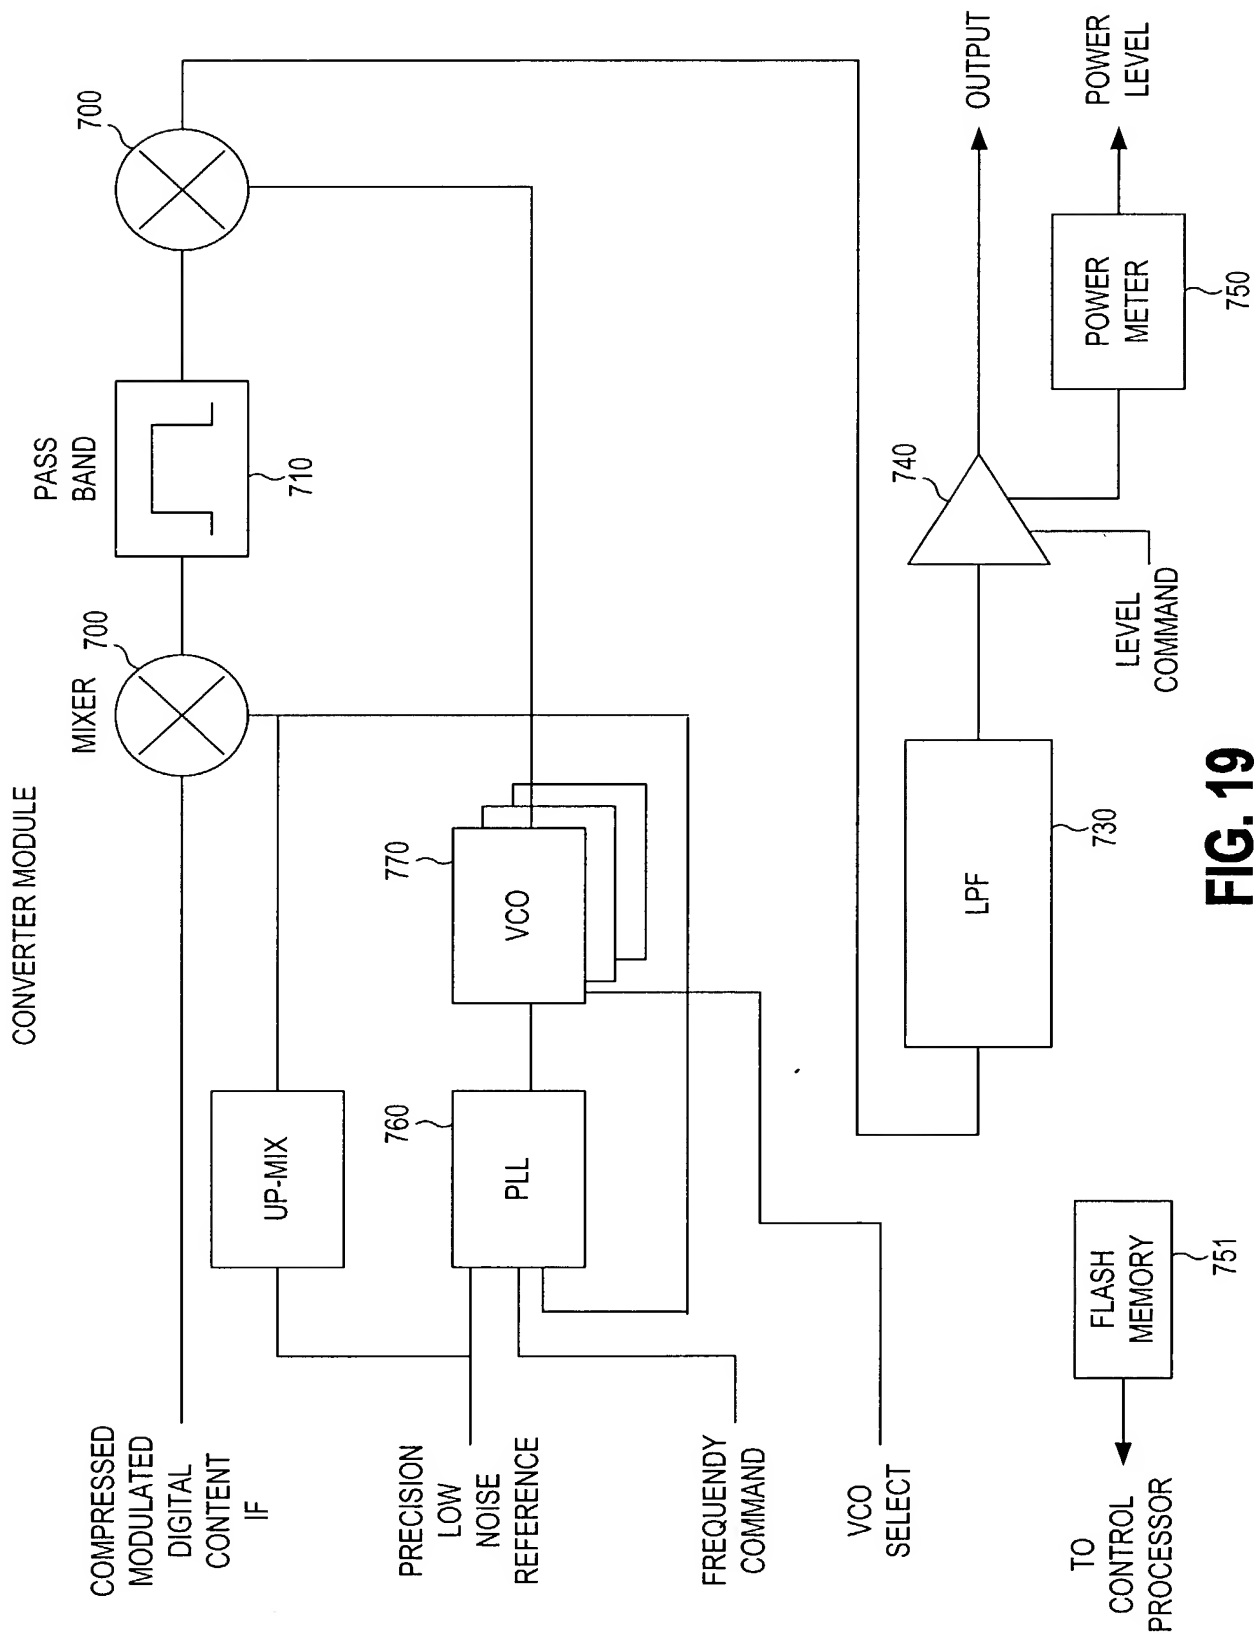 CONVERTER MODULE
COMPRESSED
MODULATED
DIGITAL
CONTENT
IF
MIXER
700
PASS
BAND
710
700
UP-MIX
PRECISION
LOW
NOISE
REFERENCE
760
PLL
770
VCO
FREQUENDY
COMMAND
VCO
SELECT
LPF
730
740
LEVEL
COMMAND
OUTPUT
POWER
METER
750
POWER
LEVEL
TO
CONTROL
PROCESSOR
FLASH
MEMORY
751
FIG. 19